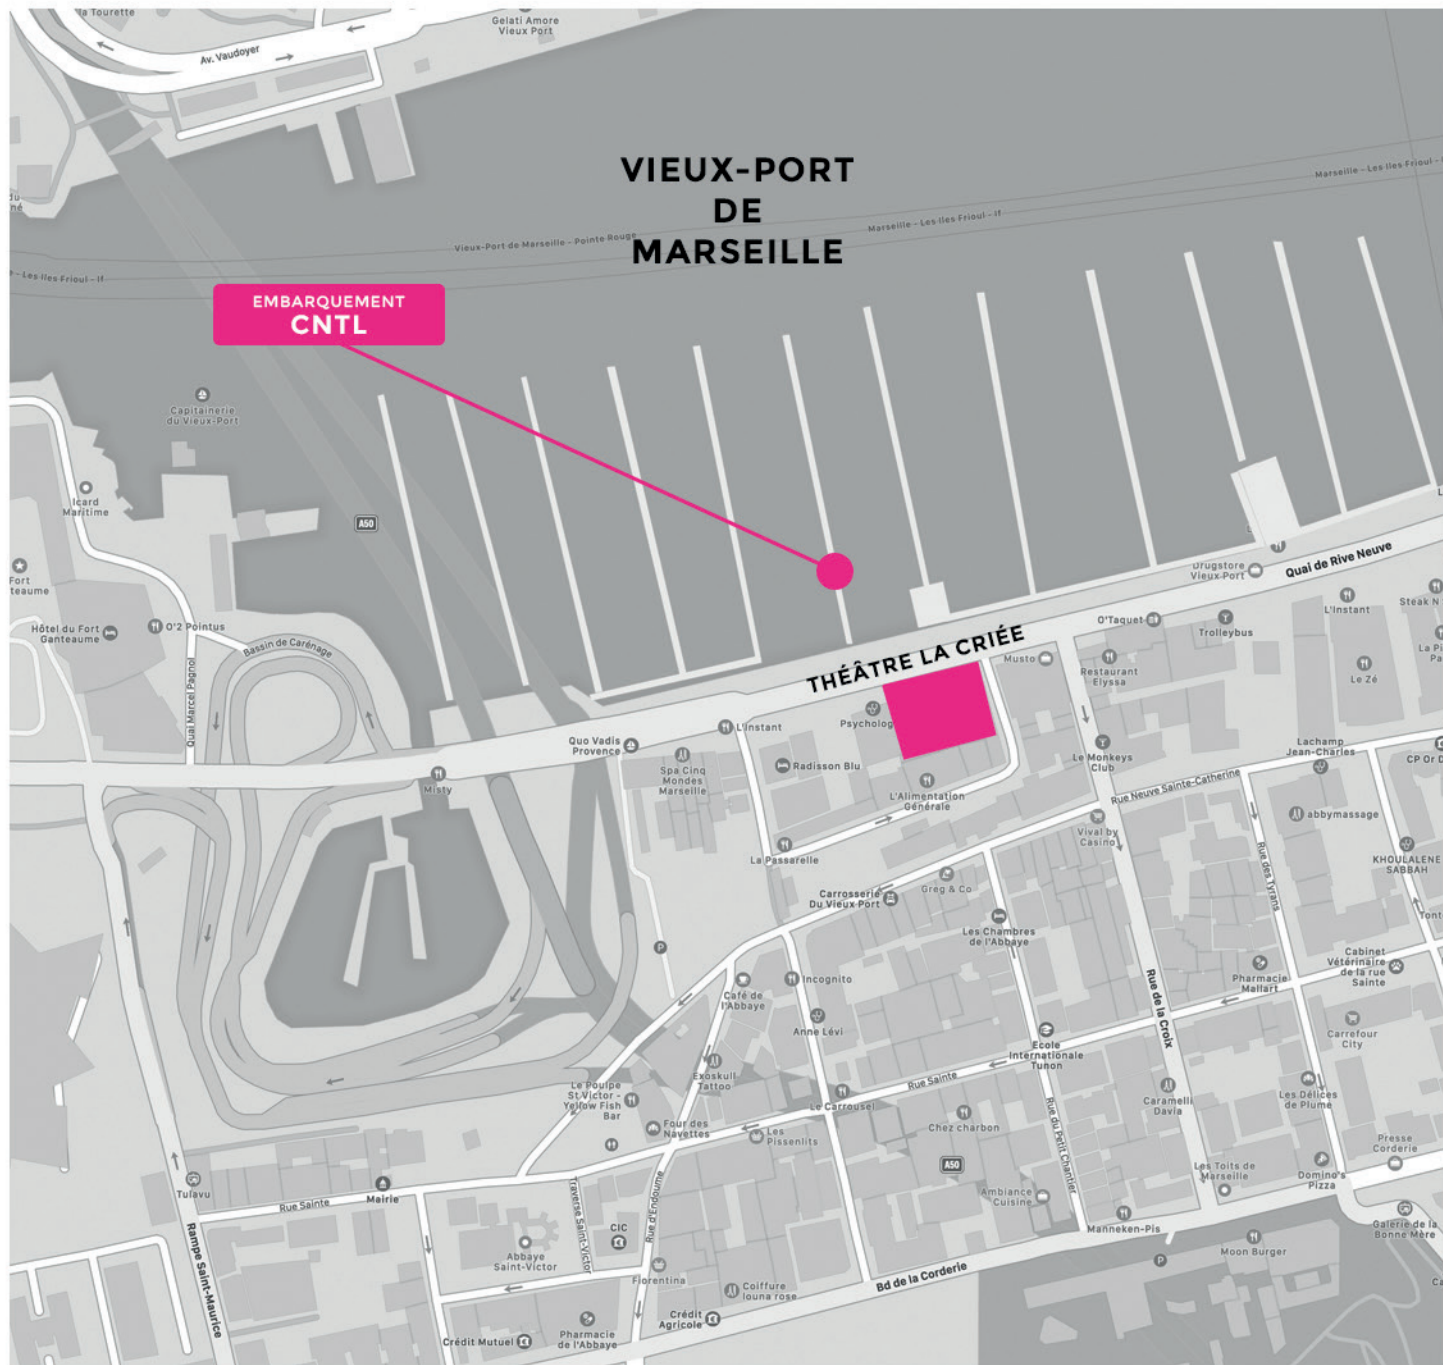 la Tourette
Gelati Amore
Vieux Port
Av. Vaudoyer
VIEUX-PORT
DE
MARSEILLE
Marseille - Les Iles Frioul - I
Marseille - Les Iles Frioul - If
Vieux-Port de Marseille - Pointe Rouge
- Les Iles Frioul - If
EMBARQUEMENT
CNTL
Capitainerie
du Vieux-Port
Icard
Maritime
A50
Fort
teaume
Hôtel du Fort
Ganteaume
O'2 Pointus
Bassin de Carénage
Quai Marcel Pagnol
Quai de Rive Neuve
Drugstore
Vieux Port
L'Instant
Steak N
O'Taquet
Trolleybus
La Pi
Pa
THÉÂTRE LA CRIÉE
Musto
Restaurant
Elyssa
Le Zé
Psycholog
L'Instant
Quo Vadis
Provence
Spa Cinq
Mondes
Marseille
Radisson Blu
Misty
L'Alimentation
Générale
Le Monkeys
Club
Lachamp
Jean-Charles
CP Or D
Rue Neuve Sainte-Catherine
abbymassage
Vival by
Casino
La Passarelle
Rue des Tyrans
KHOULALENE
SABBAH
Carrosserie
Du Vieux Port
Greg & Co
Les Chambres
de l'Abbaye
Tont
P
Cabinet
Vétérinaire
de la rue
Sainte
Pharmacie
Mallart
Incognito
Café de
l'Abbaye
Anne Lévi
Rue de la Croix
Carrefour
City
Ecole
Internationale
Tunon
Exoskull
Tattoo
Rue Sainte
Le Poulpe
St Victor -
Yellow Fish
Bar
Le Carrousel
Caramelli
Davia
Les Délices
de Plume
Four des
Navettes
Les
Pissenlits
Chez charbon
Rue du Petit Chantier
Presse
Corderie
A50
Les Toits de
Marseille
Domino's
Pizza
Tulavu
Mairie
Rue Sainte
Ambiance
Cuisine
Manneken-Pis
Galerie de la
Bonne Mère
Traverse Saint-Victor
Rue d'Endoume
CIC
Abbaye
Saint-Victor
Moon Burger
P
Rampe Saint-Maurice
Fiorentina
Bd de la Corderie
Coiffure
louna rose
Crédit
Agricole
Crédit Mutuel
Pharmacie
de l'Abbaye
Ca